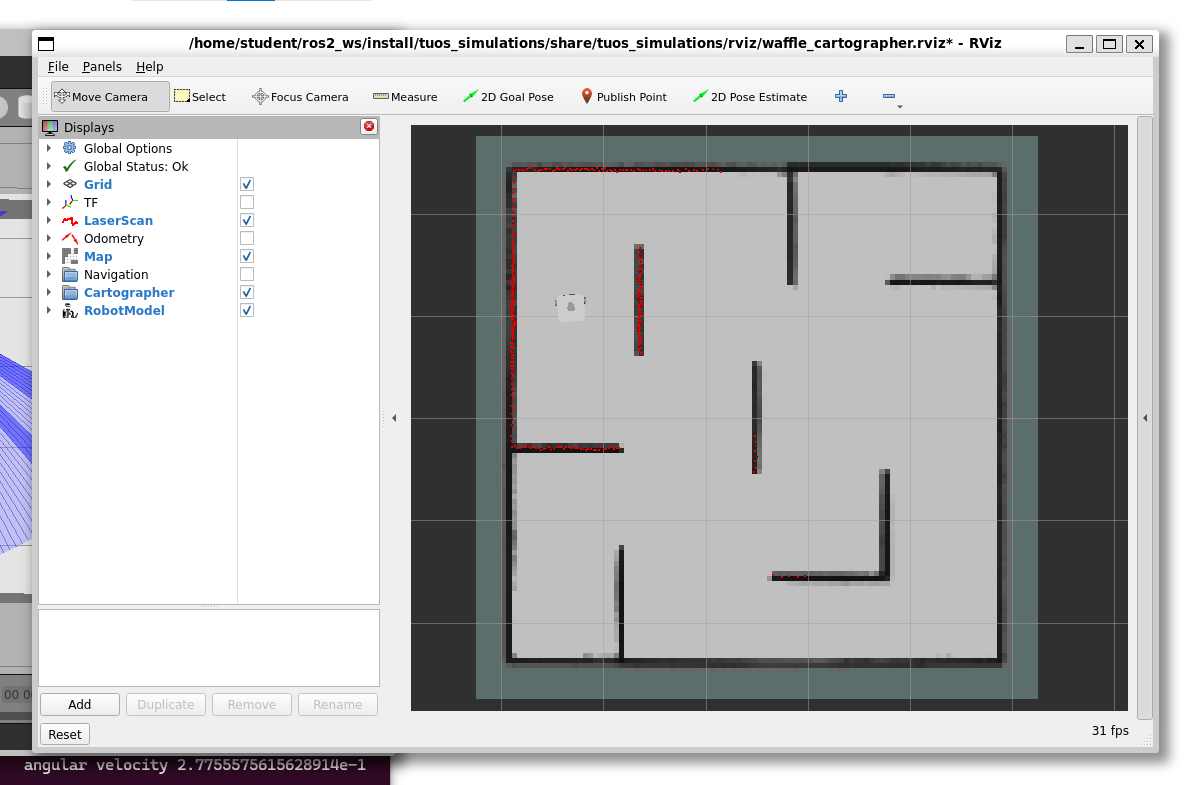 /home/student/ros2_ws/install/tuos_simulations/share/tuos_simulations/rviz/waffle_cartographer.rviz* - RViz
File Panels Help
Move Camera Select Focus Camera Measure 2D Goal Pose Publish Point 2D Pose Estimate
Displays
Global Options
Global Status: Ok
Grid
TF
LaserScan
Odometry
Map
Navigation
Cartographer
RobotModel
00 0
Add Duplicate Remove Rename
Reset
31 fps
angular velocity 2.7755575615628914e-1